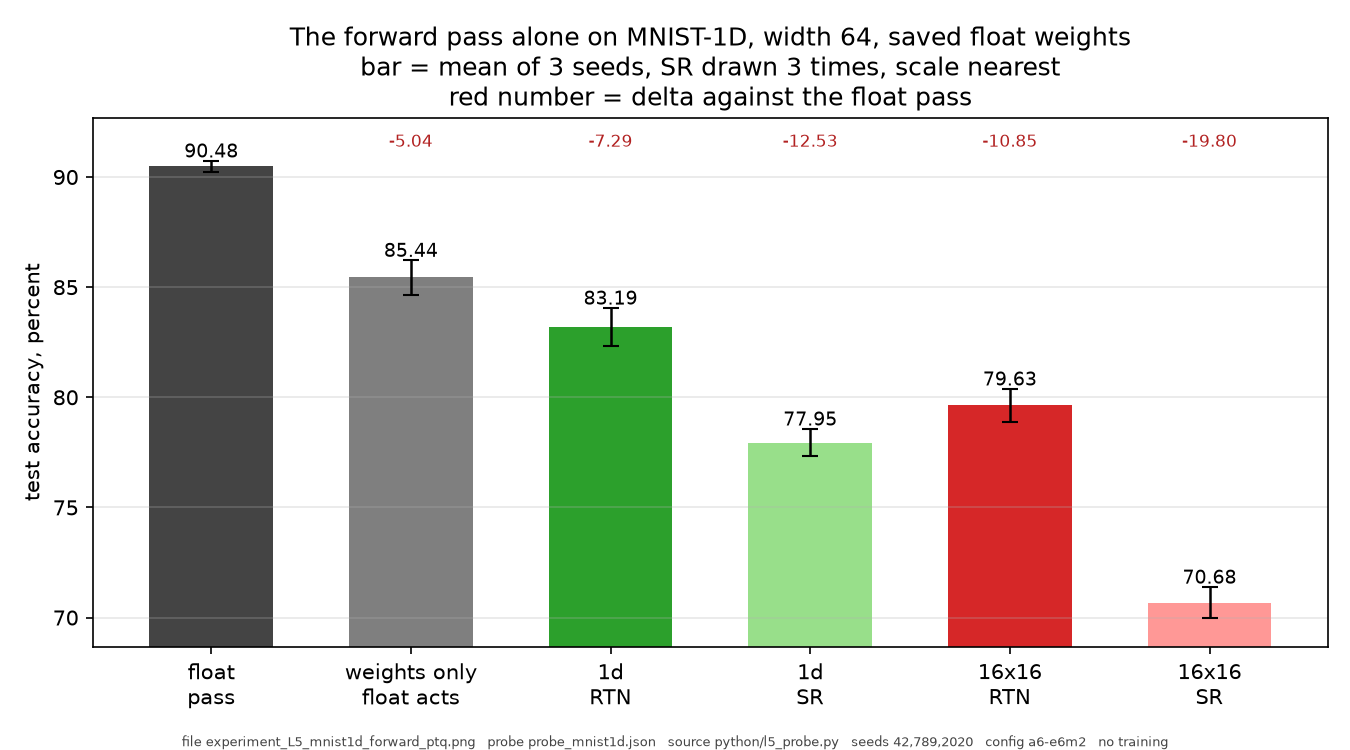 The forward pass alone on MNIST-1D, width 64, saved float weights
bar = mean of 3 seeds, SR drawn 3 times, scale nearest
red number = delta against the float pass
-5.04 -7.29 -12.53 -10.85 -19.80
90.48
85.44
83.19
77.95
79.63
70.68
test accuracy, percent
90
85
80
75
70
float pass
weights only float acts
1d RTN
1d SR
16x16 RTN
16x16 SR
file experiment_L5_mnist1d_forward_ptq.png probe probe_mnist1d.json source python/l5_probe.py seeds 42,789,2020 config a6-e6m2 no training